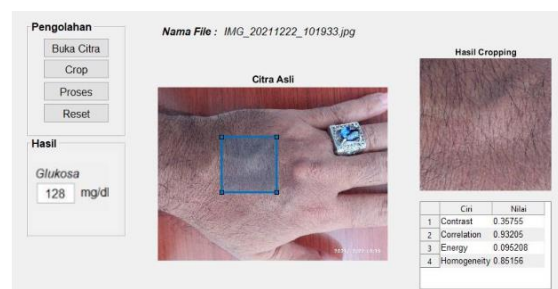 Pengolahan
Buka Citra
Crop
Proses
Reset
Hasil
Glukosa
128 mg/dl
Nama File : IMG_20211222_101933.jpg
Citra Asli
Hasil Cropping
Ciri Nilai
1 Contrast 0.35755
2 Correlation 0.93205
3 Energy 0.095208
4 Homogeneity 0.85156